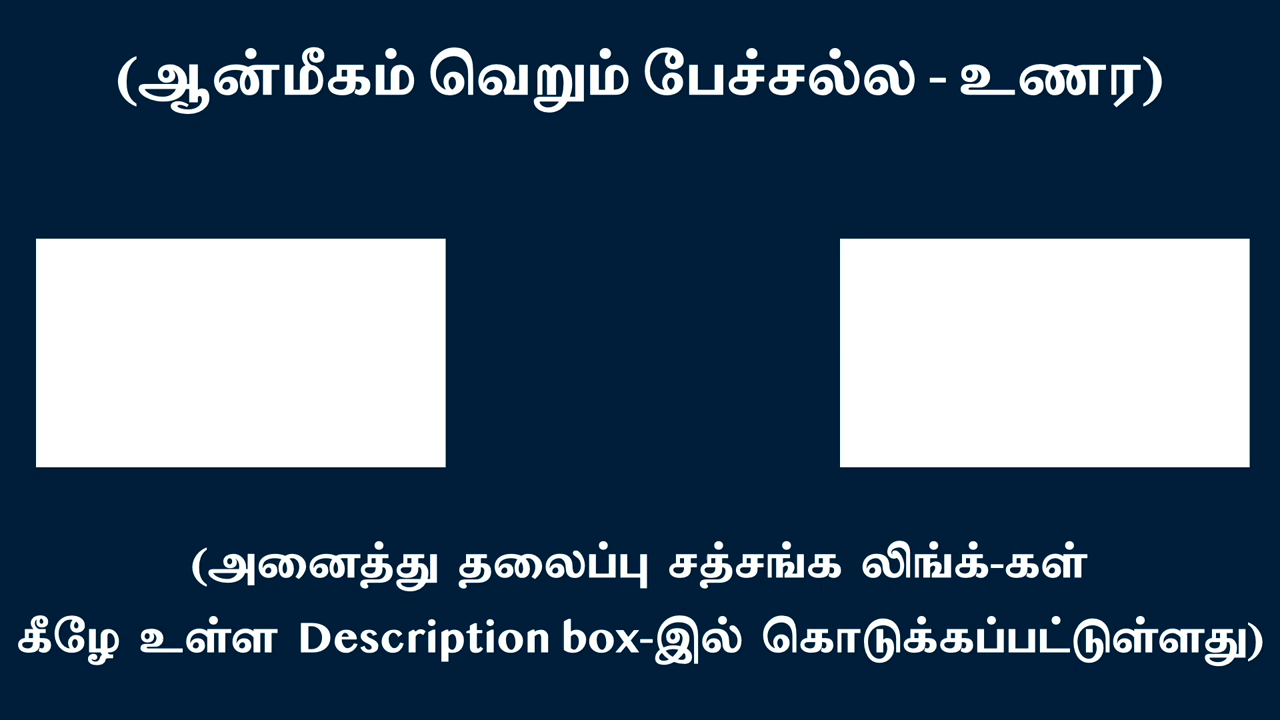 (ஆன்மீகம் வெறும் பேச்சல்ல - உணர)
(அனைத்து தலைப்பு சத்சங்க லிங்க்-கள்
கீழே உள்ள Description box-இல் கொடுக்கப்பட்டுள்ளது)